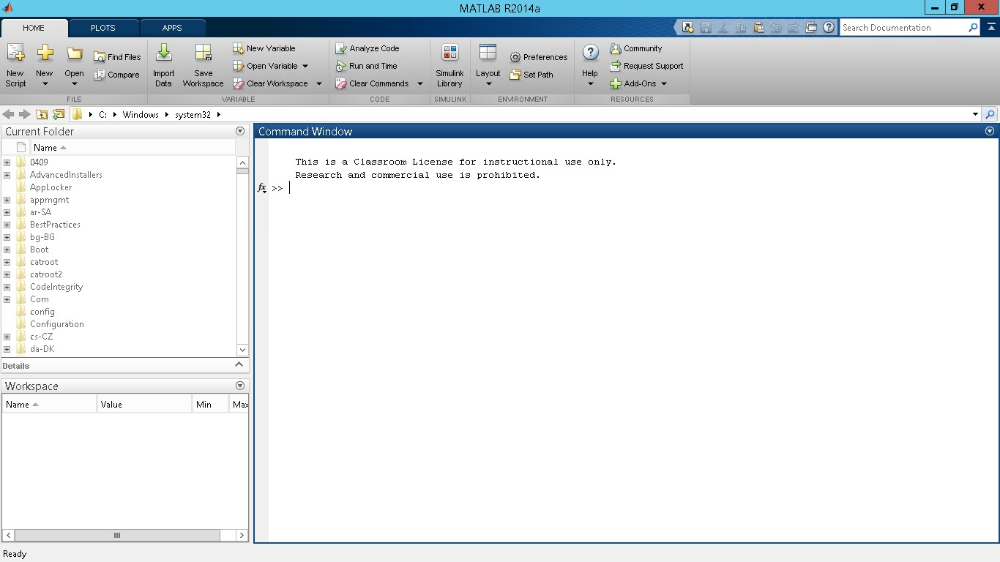 MATLAB R2014a
HOME PLOTS APPS
Search Documentation
New Script
New
Open
Find Files
Compare
FILE
Import Data
Save Workspace
New Variable
Open Variable
Clear Workspace
VARIABLE
Analyze Code
Run and Time
Clear Commands
CODE
Simulink Library
SIMULINK
Layout
Preferences
Set Path
ENVIRONMENT
Help
Community
Request Support
Add-Ons
RESOURCES
C: Windows system32
Current Folder
Name
0409
AdvancedInstallers
AppLocker
appmgmt
ar-SA
BestPractices
bg-BG
Boot
catroot
catroot2
CodeIntegrity
Com
config
Configuration
cs-CZ
da-DK
Details
Workspace
Name Value Min Max
Command Window
This is a Classroom License for instructional use only.
Research and commercial use is prohibited.
fx >>
Ready